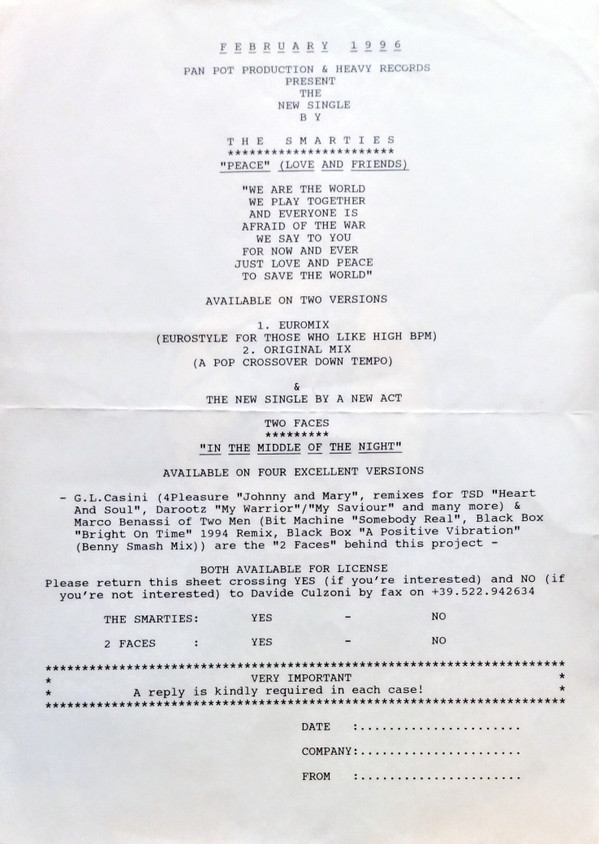 FEBRUARY 1996
PAN POT PRODUCTION & HEAVY RECORDS
PRESENT
THE
NEW SINGLE
BY
THE SMARTIES
***********************
"PEACE" (LOVE AND FRIENDS)
"WE ARE THE WORLD
WE PLAY TOGETHER
AND EVERYONE IS
AFRAID OF THE WAR
WE SAY TO YOU
FOR NOW AND EVER
JUST LOVE AND PEACE
TO SAVE THE WORLD"
AVAILABLE ON TWO VERSIONS
1. EUROMIX
(EUROSTYLE FOR THOSE WHO LIKE HIGH BPM)
2. ORIGINAL MIX
(A POP CROSSOVER DOWN TEMPO)
&
THE NEW SINGLE BY A NEW ACT
TWO FACES
*********
"IN THE MIDDLE OF THE NIGHT"
AVAILABLE ON FOUR EXCELLENT VERSIONS
- G.L.Casini (4Pleasure "Johnny and Mary", remixes for TSD "Heart
And Soul", Darootz "My Warrior"/"My Saviour" and many more) &
Marco Benassi of Two Men (Bit Machine "Somebody Real", Black Box
"Bright On Time" 1994 Remix, Black Box "A Positive Vibration"
(Benny Smash Mix)) are the "2 Faces" behind this project -
BOTH AVAILABLE FOR LICENSE
Please return this sheet crossing YES (if you're interested) and NO (if
you're not interested) to Davide Culzoni by fax on +39.522.942634
THE SMARTIES: YES - NO
2 FACES : YES - NO
***********************************************************************
* VERY IMPORTANT *
* A reply is kindly required in each case! *
***********************************************************************
DATE :......................
COMPANY:......................
FROM :......................